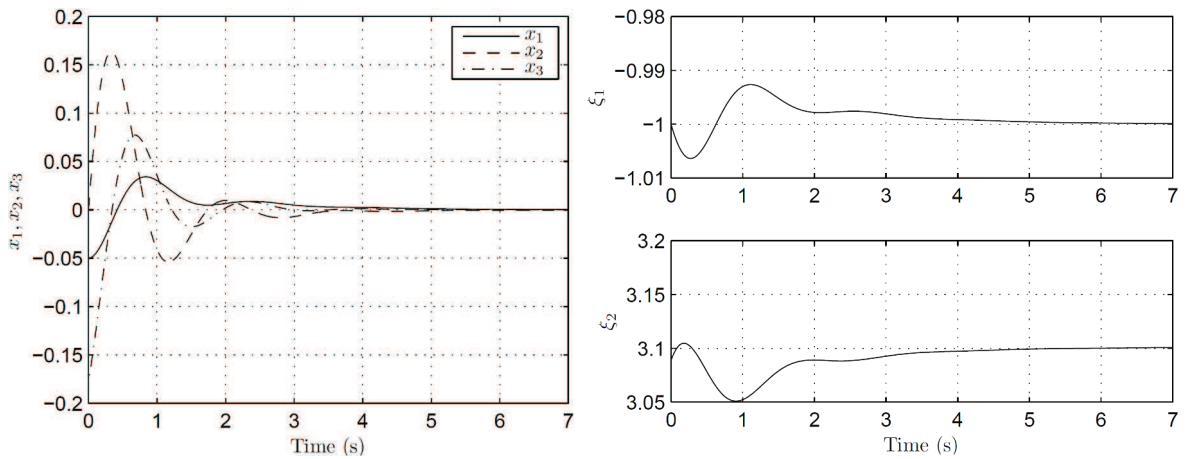 0.2
0.15
0.1
0.05
0
−0.05
−0.1
−0.15
−0.2
x₁, x₂, x₃
x₁
x₂
x₃
0 1 2 3 4 5 6 7
Time (s)
−0.98
−0.99
−1
−1.01
ξ₁
0 1 2 3 4 5 6 7
3.2
3.15
3.1
3.05
ξ₂
0 1 2 3 4 5 6 7
Time (s)